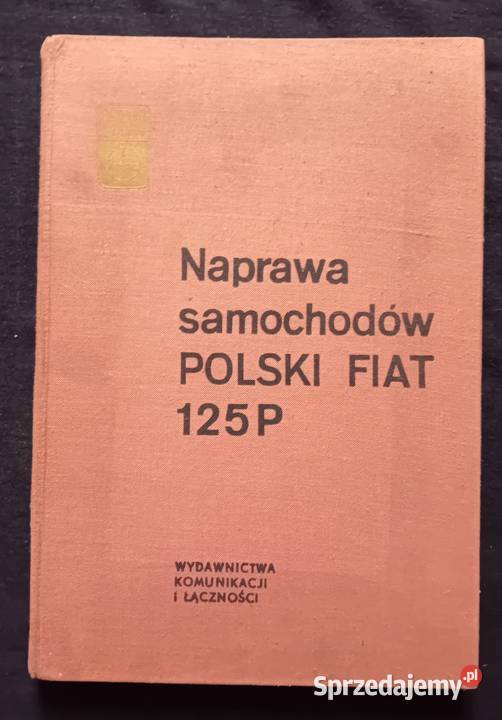 Naprawa
samochodów
POLSKI FIAT
125P
WYDAWNICTWA
KOMUNIKACJI
I ŁĄCZNOŚCI
Sprzedajemy.pl